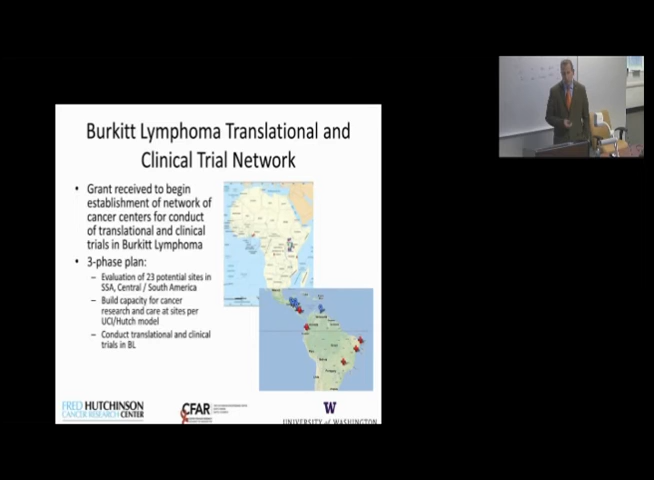 Burkitt Lymphoma Translational and
Clinical Trial Network
• Grant received to begin
establishment of network of
cancer centers for conduct
of translational and clinical
trials in Burkitt Lymphoma
• 3-phase plan:
– Evaluation of 23 potential sites in
SSA, Central / South America
– Build capacity for cancer
research and care at sites per
UCI/Hutch model
– Conduct translational and clinical
trials in BL
FRED HUTCHINSON
CANCER RESEARCH CENTER
CFAR
W
UNIVERSITY of WASHINGTON